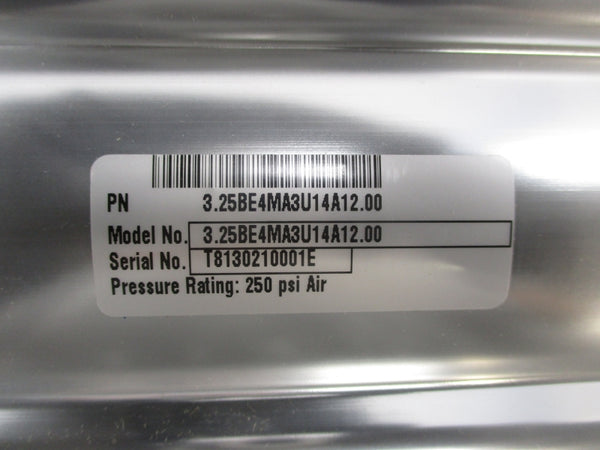 PN 3.25BE4MA3U14A12.00
Model No. 3.25BE4MA3U14A12.00
Serial No. T8130210001E
Pressure Rating: 250 psi Air